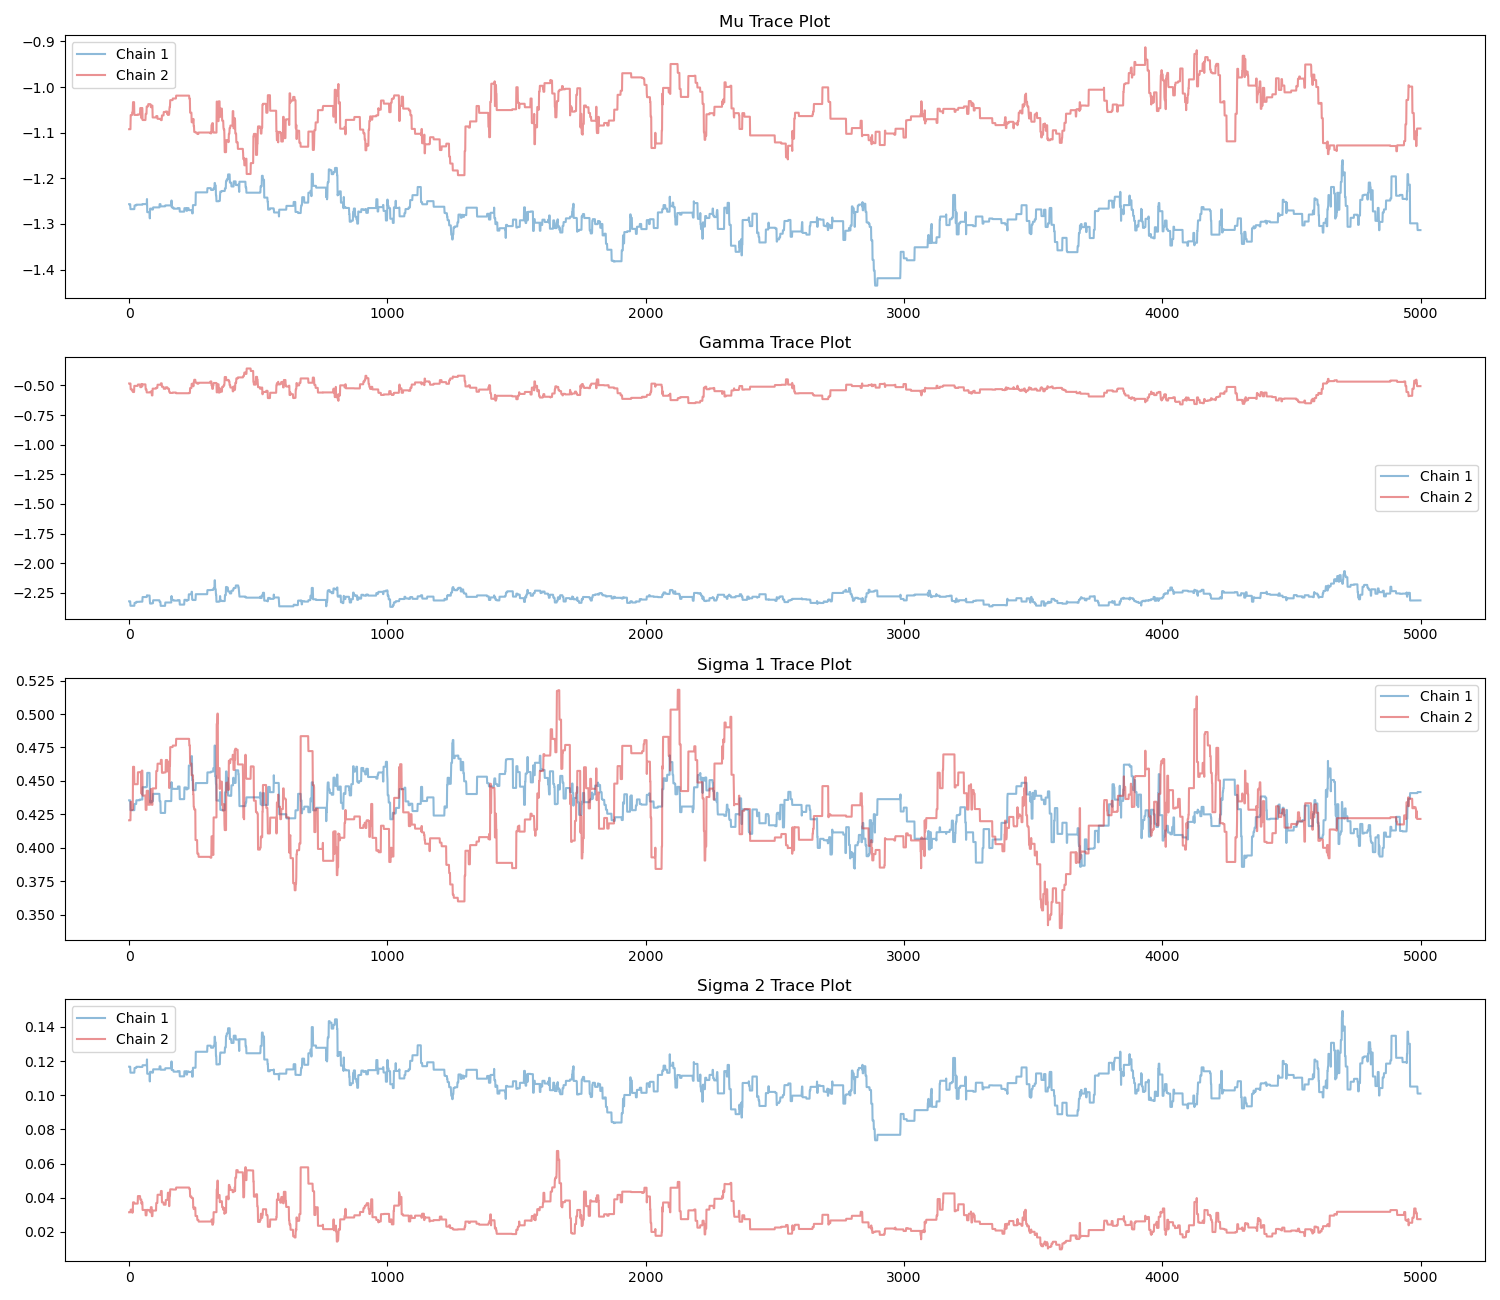 Mu Trace Plot
Chain 1
Chain 2
−0.9
−1.0
−1.1
−1.2
−1.3
−1.4
0 1000 2000 3000 4000 5000
Gamma Trace Plot
Chain 1
Chain 2
−0.50
−0.75
−1.00
−1.25
−1.50
−1.75
−2.00
−2.25
0 1000 2000 3000 4000 5000
Sigma 1 Trace Plot
Chain 1
Chain 2
0.525
0.500
0.475
0.450
0.425
0.400
0.375
0.350
0 1000 2000 3000 4000 5000
Sigma 2 Trace Plot
Chain 1
Chain 2
0.14
0.12
0.10
0.08
0.06
0.04
0.02
0 1000 2000 3000 4000 5000